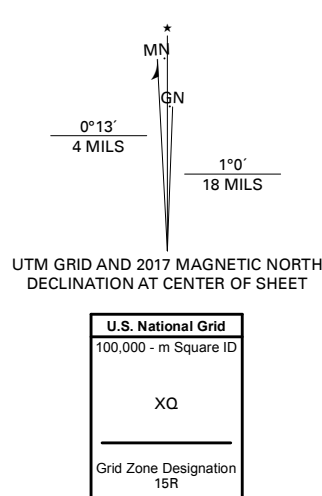 ★
MN
GN
0°13´
4 MILS
1°0´
18 MILS
UTM GRID AND 2017 MAGNETIC NORTH
DECLINATION AT CENTER OF SHEET
U.S. National Grid
100,000 - m Square ID
XQ
Grid Zone Designation
15R